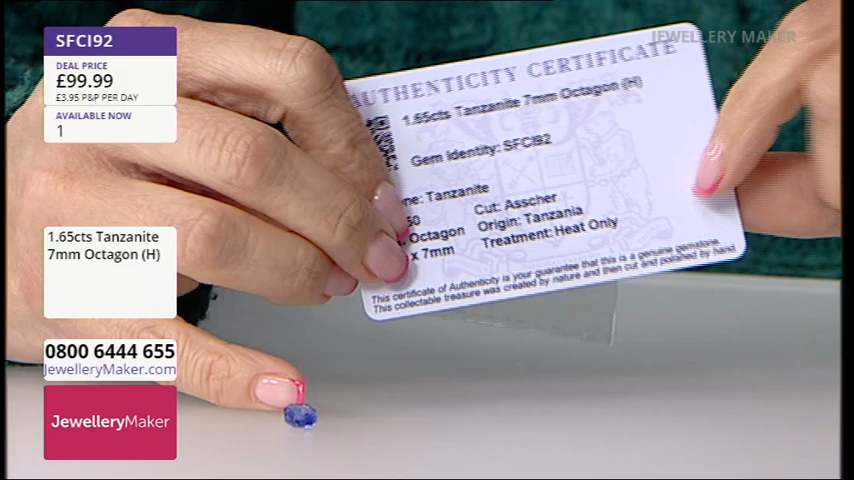 SFCI92
DEAL PRICE
£99.99
£3.95 P&P PER DAY
AVAILABLE NOW
1
1.65cts Tanzanite
7mm Octagon (H)
0800 6444 655
JewelleryMaker.com
JewelleryMaker
JEWELLERY MAKER
AUTHENTICITY CERTIFICATE
1.65cts Tanzanite 7mm Octagon (H)
Gem Identity: SFCI92
Tanzanite
Cut: Asscher
Octagon Origin: Tanzania
x 7mm Treatment: Heat Only
This certificate of Authenticity is your guarantee that this is a genuine gemstone.
This collectable treasure was created by nature and then cut and polished by hand